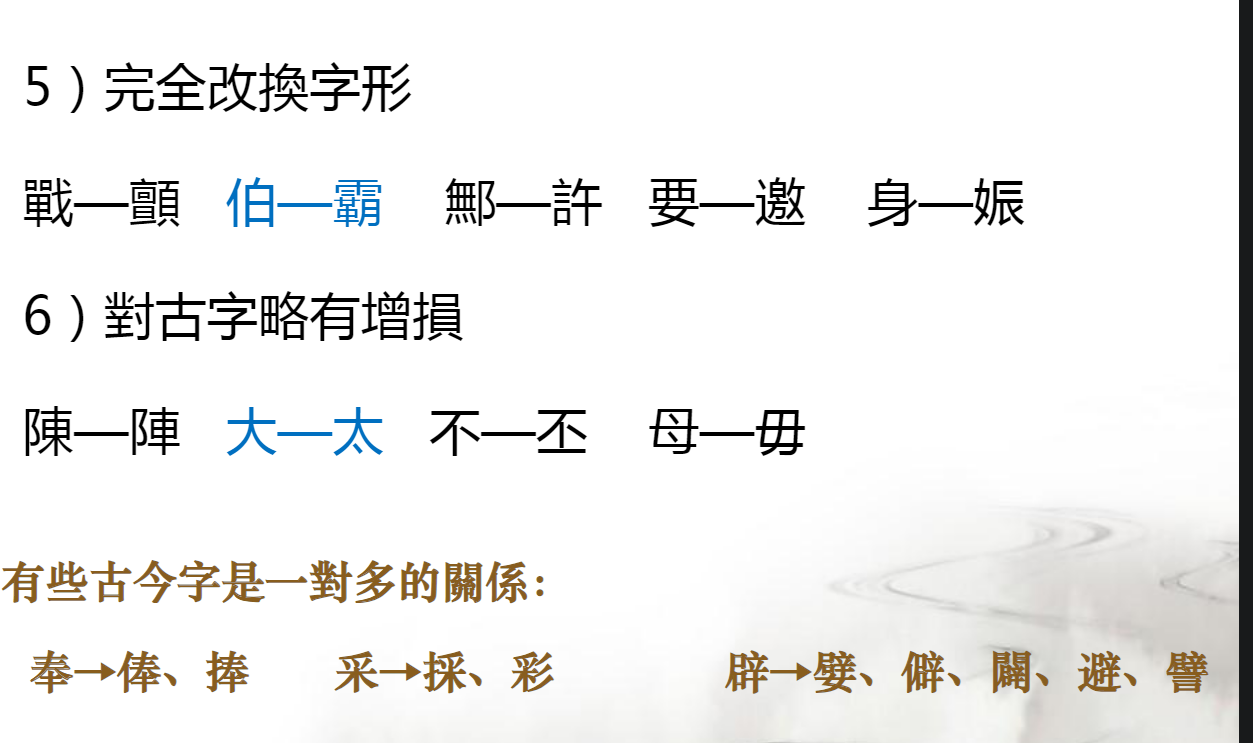 5）完全改換字形
戰—顫 伯—霸 鄦—許 要—邀 身—娠
6）對古字略有增損
陳—陣 大—太 不—丕 母—毋
有些古今字是一對多的關係：
奉→俸、捧 采→採、彩 辟→嬖、僻、闢、避、譬